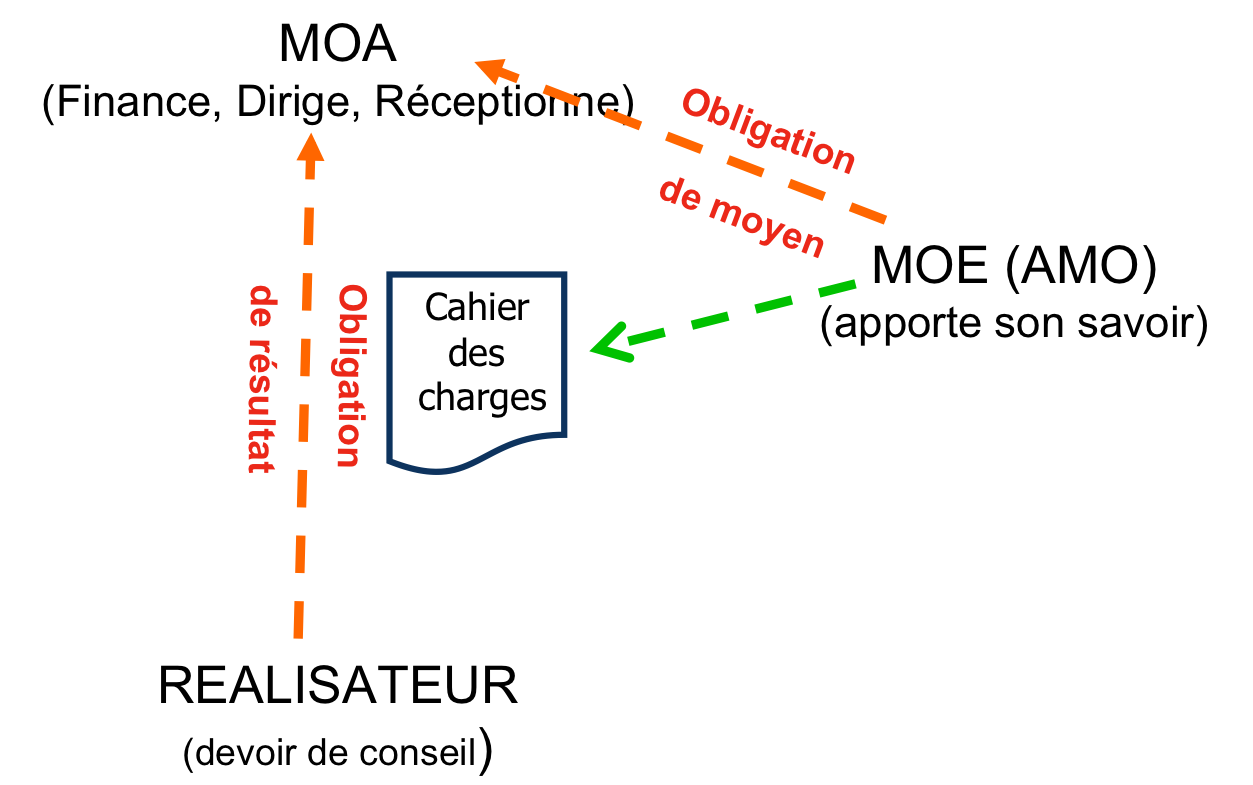 MOA
(Finance, Dirige, Réceptionne)
Obligation
de moyen
MOE (AMO)
(apporte son savoir)
Cahier
des
charges
Obligation
de résultat
REALISATEUR
(devoir de conseil)